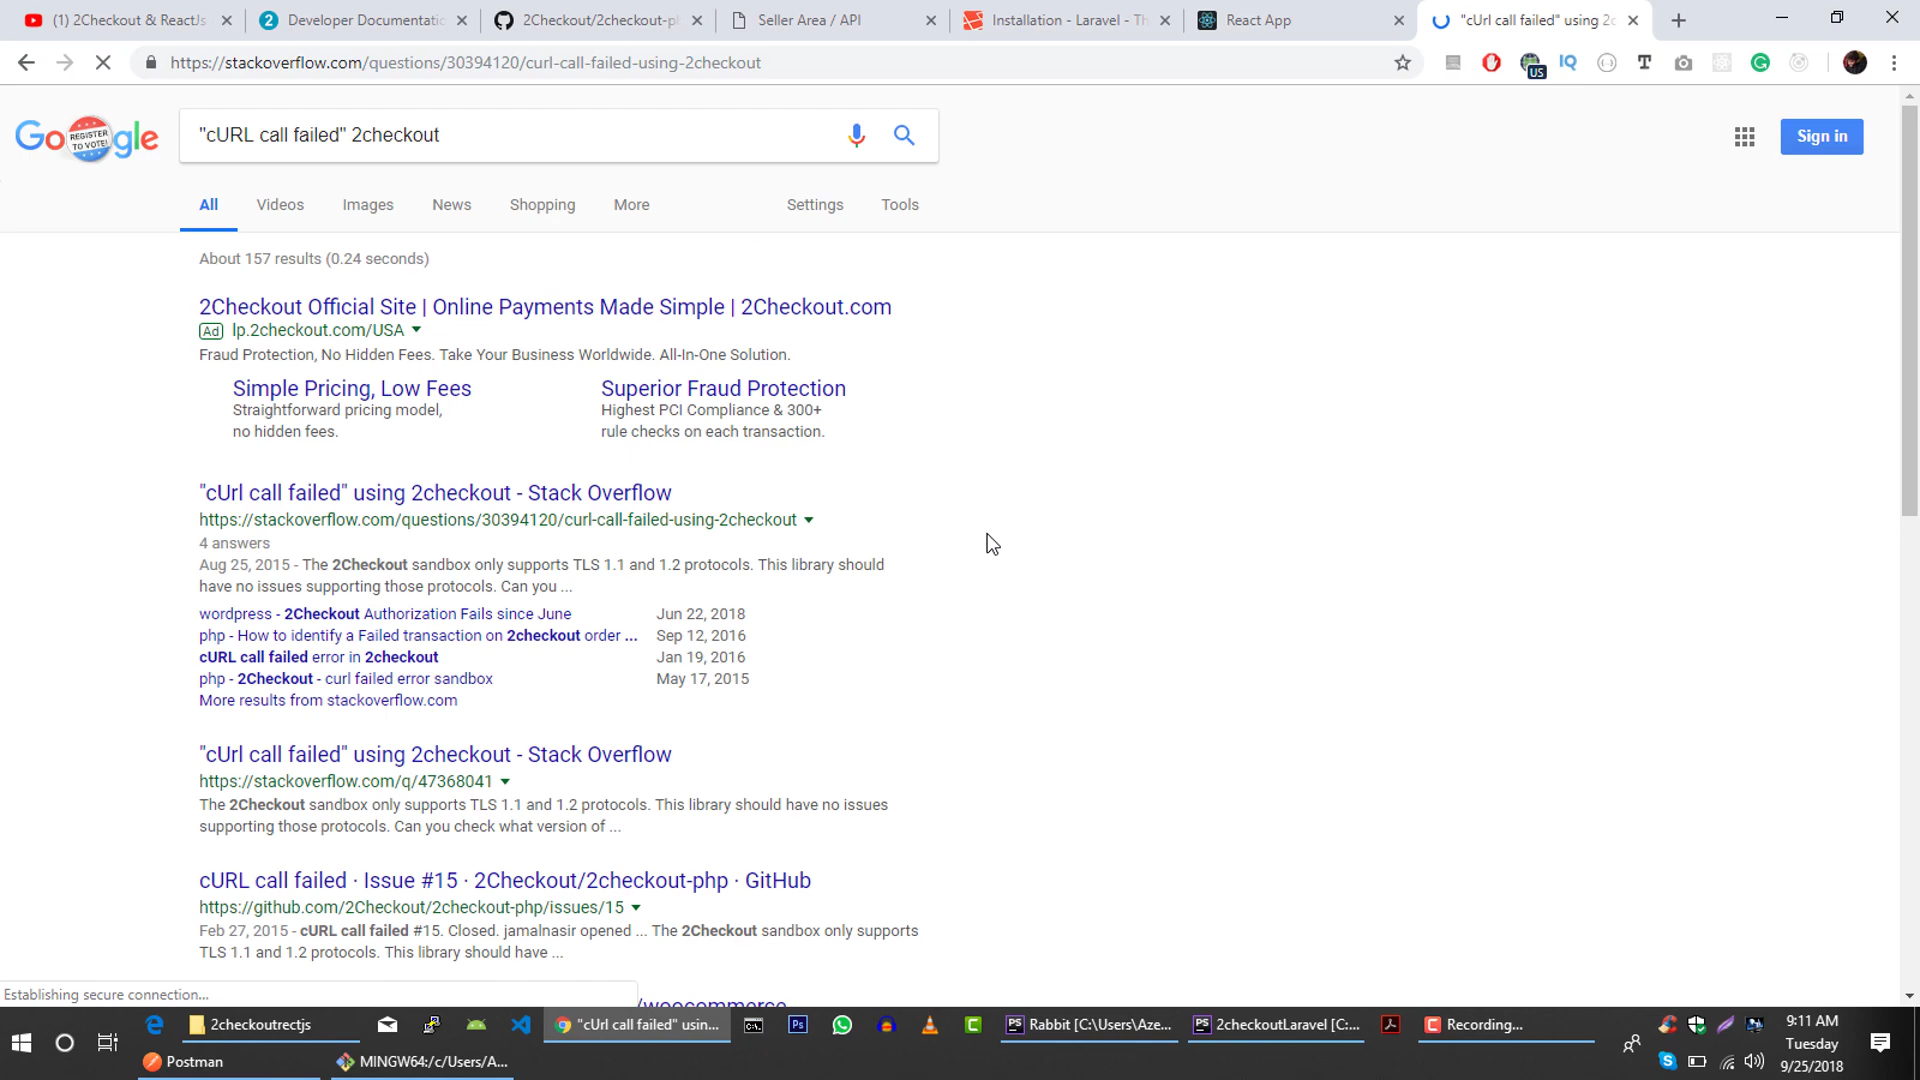 (1) 2Checkout & ReactJs
Developer Documentatio
2Checkout/2checkout-ph
Seller Area / API
Installation - Laravel - Th
React App
"cUrl call failed" using 2c
https://stackoverflow.com/questions/30394120/curl-call-failed-using-2checkout
US
IQ
Google
REGISTER
TO VOTE!
"cURL call failed" 2checkout
Sign in
All
Videos
Images
News
Shopping
More
Settings
Tools
About 157 results (0.24 seconds)
2Checkout Official Site | Online Payments Made Simple | 2Checkout.com
Ad lp.2checkout.com/USA
Fraud Protection, No Hidden Fees. Take Your Business Worldwide. All-In-One Solution.
Simple Pricing, Low Fees
Straightforward pricing model,
no hidden fees.
Superior Fraud Protection
Highest PCI Compliance & 300+
rule checks on each transaction.
"cUrl call failed" using 2checkout - Stack Overflow
https://stackoverflow.com/questions/30394120/curl-call-failed-using-2checkout
4 answers
Aug 25, 2015 - The 2Checkout sandbox only supports TLS 1.1 and 1.2 protocols. This library should
have no issues supporting those protocols. Can you ...
wordpress - 2Checkout Authorization Fails since June Jun 22, 2018
php - How to identify a Failed transaction on 2checkout order ... Sep 12, 2016
cURL call failed error in 2checkout Jan 19, 2016
php - 2Checkout - curl failed error sandbox May 17, 2015
More results from stackoverflow.com
"cUrl call failed" using 2checkout - Stack Overflow
https://stackoverflow.com/q/47368041
The 2Checkout sandbox only supports TLS 1.1 and 1.2 protocols. This library should have no issues
supporting those protocols. Can you check what version of ...
cURL call failed · Issue #15 · 2Checkout/2checkout-php · GitHub
https://github.com/2Checkout/2checkout-php/issues/15
Feb 27, 2015 - cURL call failed #15. Closed. jamalnasir opened ... The 2Checkout sandbox only supports
TLS 1.1 and 1.2 protocols. This library should have ...
/woocommerce
Establishing secure connection...
2checkoutrectjs
"cUrl call failed" usin...
Rabbit [C:\Users\Aze...
2checkoutLaravel [C:...
Recording...
Postman
MINGW64:/c/Users/A...
9:11 AM
Tuesday
9/25/2018